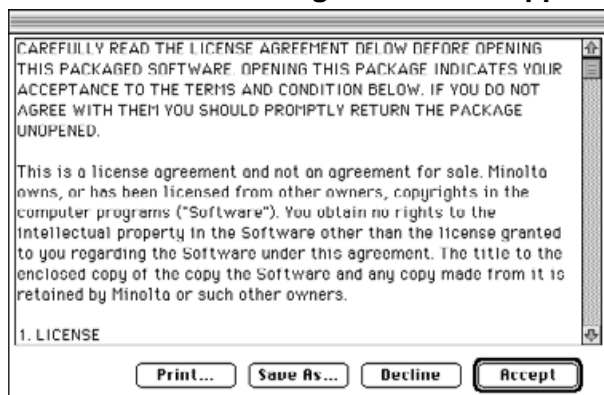 CAREFULLY READ THE LICENSE AGREEMENT BELOW BEFORE OPENING
THIS PACKAGED SOFTWARE. OPENING THIS PACKAGE INDICATES YOUR
ACCEPTANCE TO THE TERMS AND CONDITION BELOW. IF YOU DO NOT
AGREE WITH THEM YOU SHOULD PROMPTLY RETURN THE PACKAGE
UNOPENED.
This is a license agreement and not an agreement for sale. Minolta
owns, or has been licensed from other owners, copyrights in the
computer programs ("Software"). You obtain no rights to the
intellectual property in the Software other than the license granted
to you regarding the Software under this agreement. The title to the
enclosed copy of the copy the Software and any copy made from it is
retained by Minolta or such other owners.
1. LICENSE
Print... Save As... Decline Accept